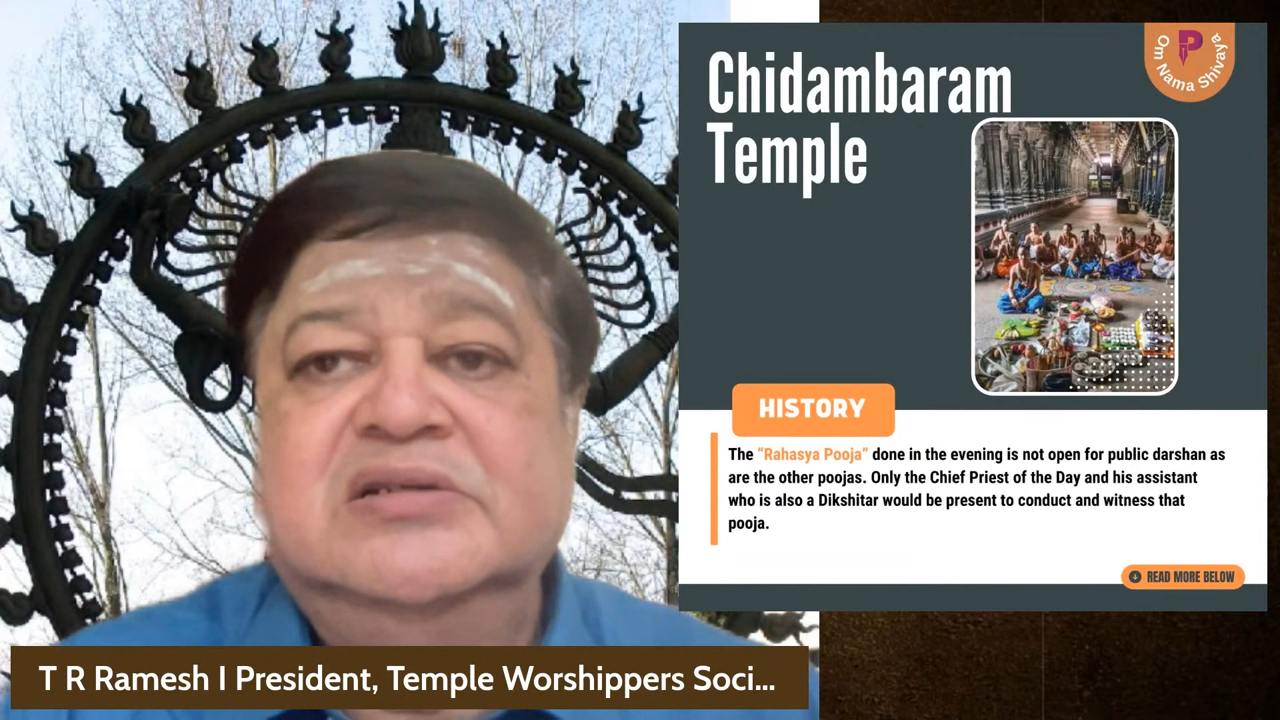 Chidambaram
Temple
P
Om Nama Shivaya
HISTORY
The “Rahasya Pooja” done in the evening is not open for public darshan as
are the other poojas. Only the Chief Priest of the Day and his assistant
who is also a Dikshitar would be present to conduct and witness that
pooja.
READ MORE BELOW
T R Ramesh I President, Temple Worshippers Soci...